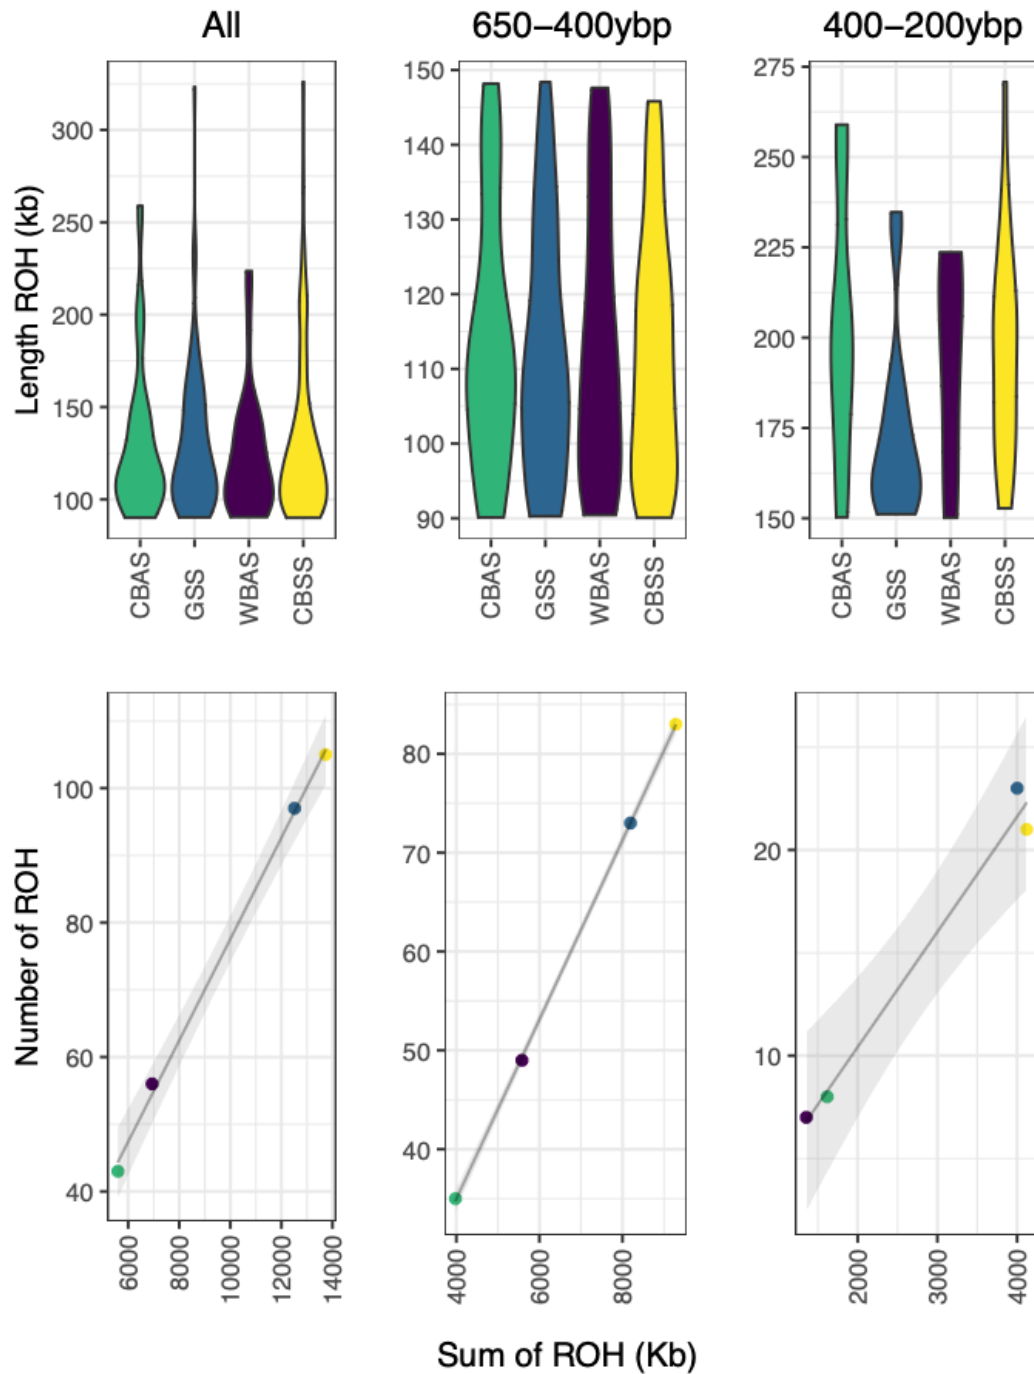 All
650–400ybp
400–200ybp
Length ROH (kb)
300
250
200
150
100
150
140
130
120
110
100
90
275
250
225
200
175
150
CBAS
GSS
WBAS
CBSS
CBAS
GSS
WBAS
CBSS
CBAS
GSS
WBAS
CBSS
Number of ROH
100
80
60
40
80
70
60
50
40
20
10
6000
8000
10000
12000
14000
4000
6000
8000
2000
3000
4000
Sum of ROH (Kb)